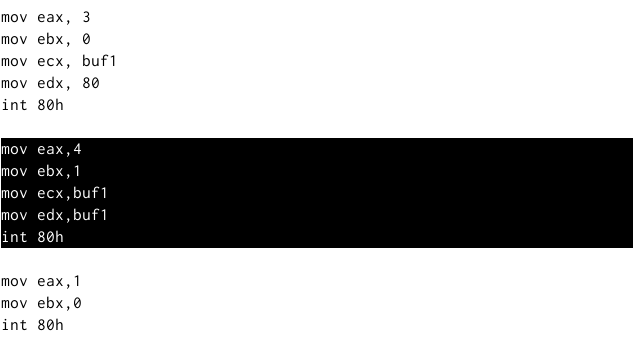 mov eax, 3
mov ebx, 0
mov ecx, buf1
mov edx, 80
int 80h
mov eax,4
mov ebx,1
mov ecx,buf1
mov edx,buf1
int 80h
mov eax,1
mov ebx,0
int 80h